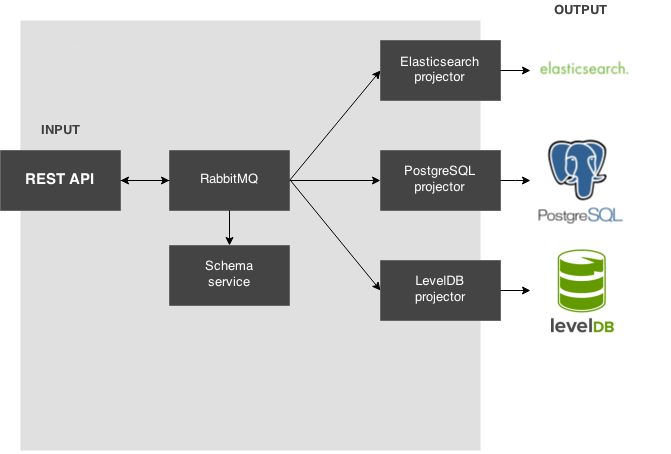 OUTPUT
Elasticsearch
projector
elasticsearch.
INPUT
REST API
RabbitMQ
PostgreSQL
projector
PostgreSQL
Schema
service
LevelDB
projector
levelDB